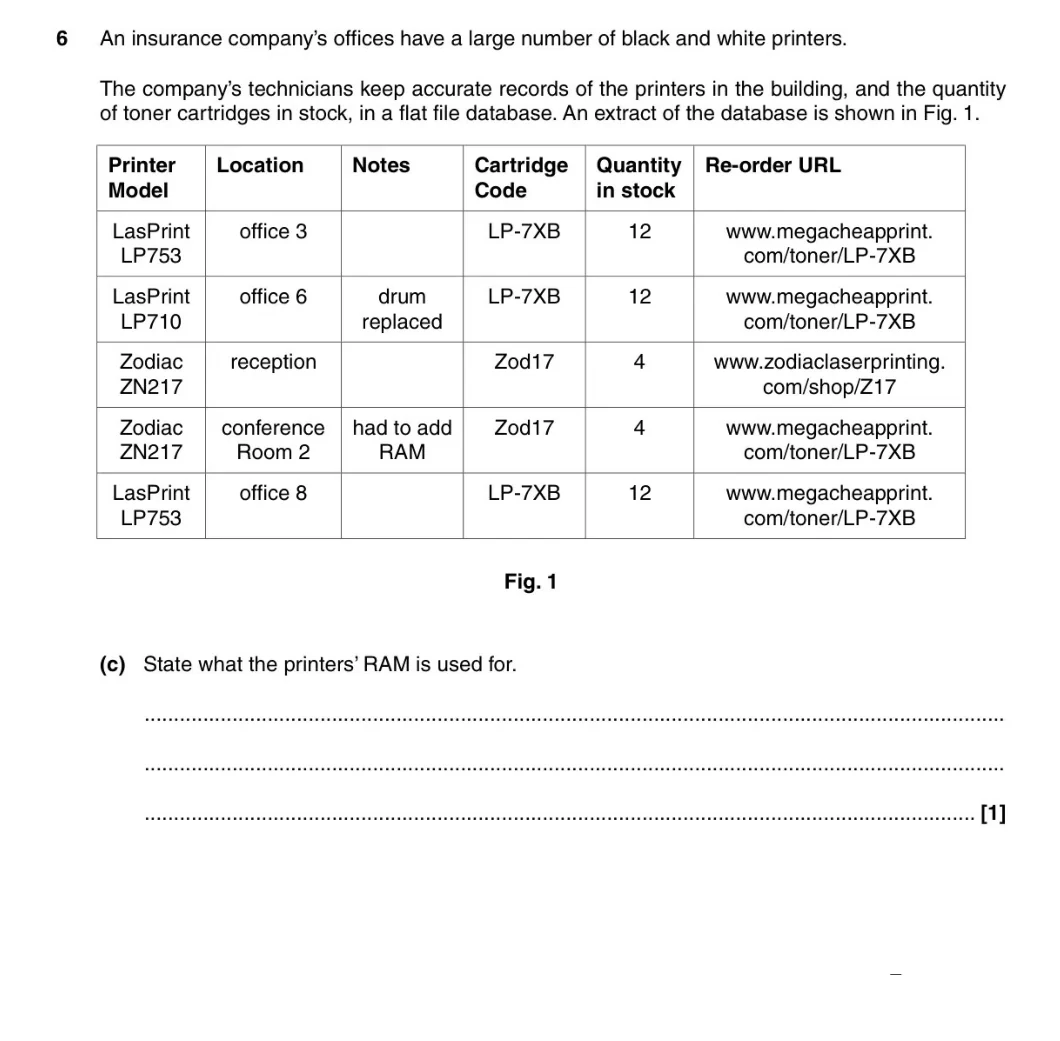 6 An insurance company's offices have a large number of black and white printers.
The company's technicians keep accurate records of the printers in the building, and the quantity
of toner cartridges in stock, in a flat file database. An extract of the database is shown in Fig. 1.
Printer Model Location Notes Cartridge Code Quantity in stock Re-order URL
LasPrint LP753 office 3 LP-7XB 12 www.megacheapprint.com/toner/LP-7XB
LasPrint LP710 office 6 drum replaced LP-7XB 12 www.megacheapprint.com/toner/LP-7XB
Zodiac ZN217 reception Zod17 4 www.zodiaclaserprinting.com/shop/Z17
Zodiac ZN217 conference Room 2 had to add RAM Zod17 4 www.megacheapprint.com/toner/LP-7XB
LasPrint LP753 office 8 LP-7XB 12 www.megacheapprint.com/toner/LP-7XB
Fig. 1
(c) State what the printers' RAM is used for.
[1]